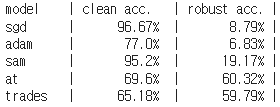 model | clean acc. | robust acc. |
sgd | 96.67% | 8.79% |
adam | 77.0% | 6.83% |
sam | 95.2% | 19.17% |
at | 69.6% | 60.32% |
trades | 65.18% | 59.79% |